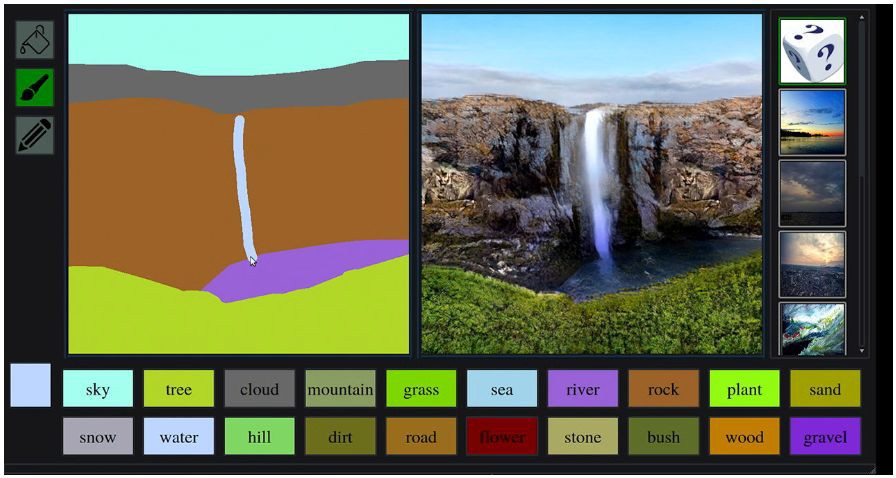 ? ? ?
sky tree cloud mountain grass sea river rock plant sand
snow water hill dirt road flower stone bush wood gravel